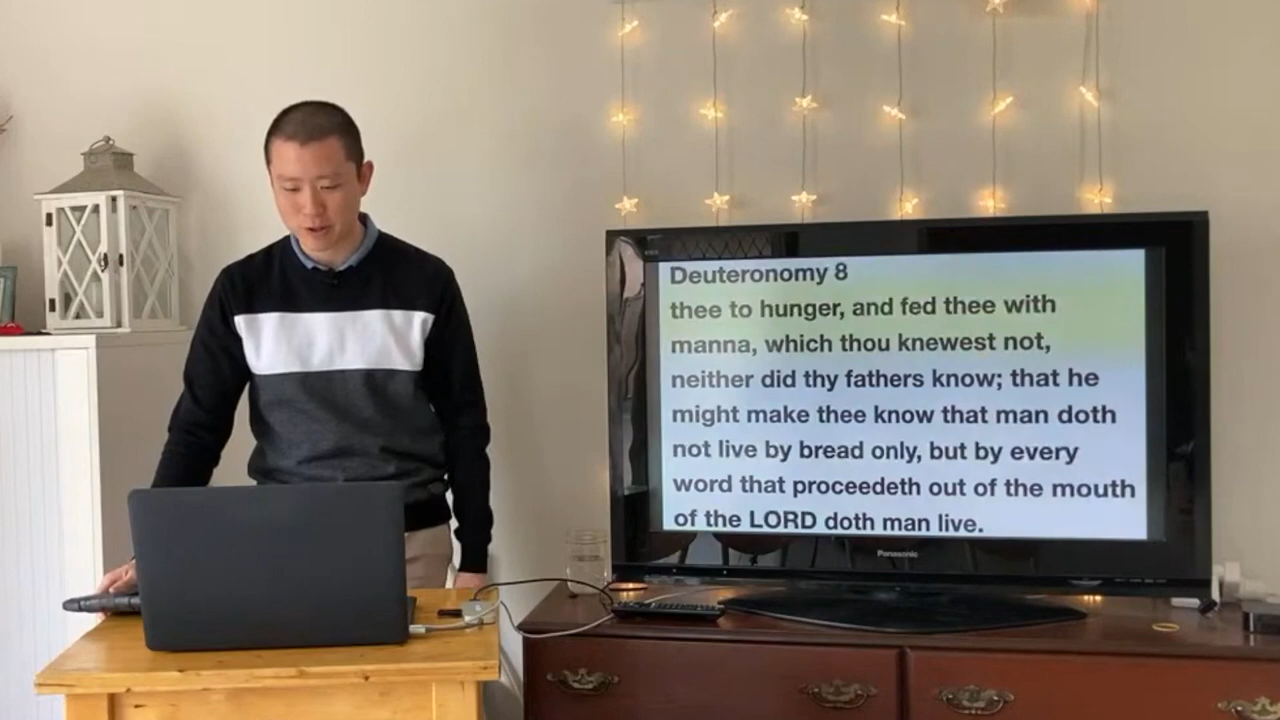 Deuteronomy 8
thee to hunger, and fed thee with
manna, which thou knewest not,
neither did thy fathers know; that he
might make thee know that man doth
not live by bread only, but by every
word that proceedeth out of the mouth
of the LORD doth man live.
Panasonic